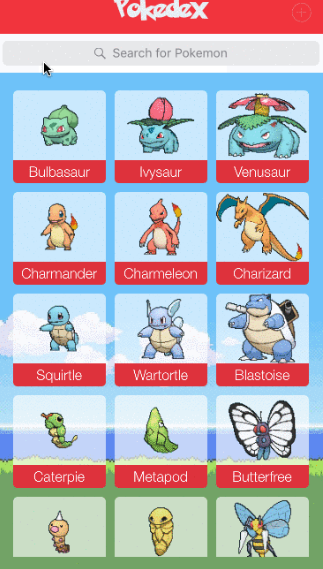 Pokedex
Search for Pokemon
Bulbasaur
Ivysaur
Venusaur
Charmander
Charmeleon
Charizard
Squirtle
Wartortle
Blastoise
Caterpie
Metapod
Butterfree